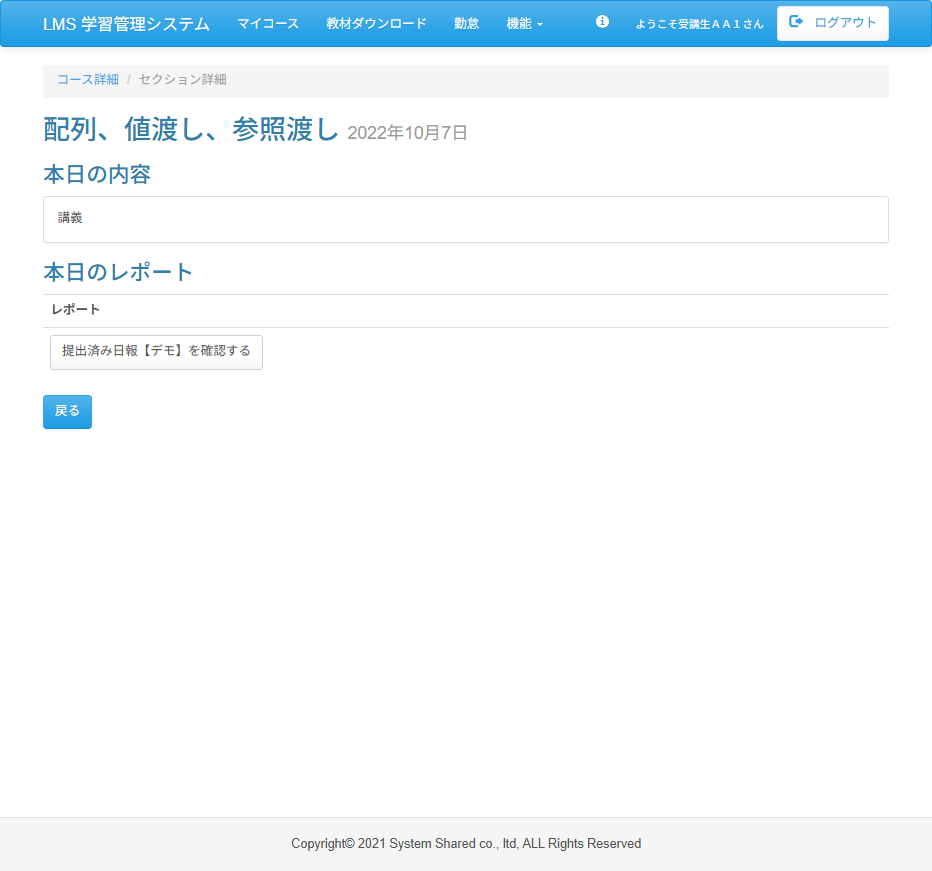 LMS 学習管理システム マイコース 教材ダウンロード 勤怠 機能 ようこそ受講生ＡＡ１さん ログアウト
コース詳細 / セクション詳細
配列、値渡し、参照渡し 2022年10月7日
本日の内容
講義
本日のレポート
レポート
提出済み日報【デモ】を確認する
戻る
Copyright© 2021 System Shared co., ltd, ALL Rights Reserved